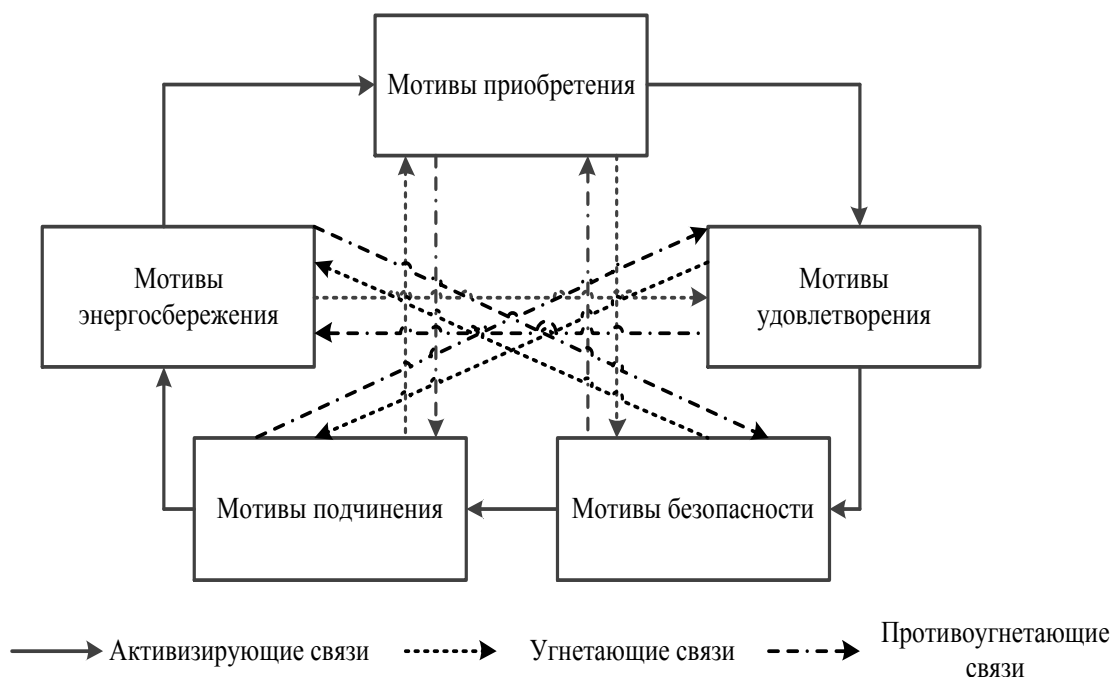 Мотивы приобретения
Мотивы
энергосбережения
Мотивы
удовлетворения
Мотивы подчинения
Мотивы безопасности
Активизирующие связи
Угнетающие связи
Противоугнетающие
связи